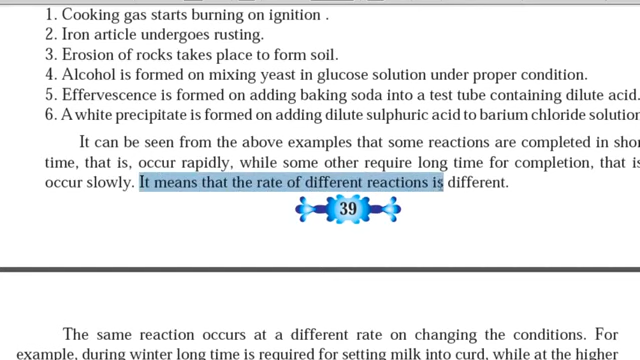 1. Cooking gas starts burning on ignition .
2. Iron article undergoes rusting.
3. Erosion of rocks takes place to form soil.
4. Alcohol is formed on mixing yeast in glucose solution under proper condition.
5. Effervescence is formed on adding baking soda into a test tube containing dilute acid.
6. A white precipitate is formed on adding dilute sulphuric acid to barium chloride solution
It can be seen from the above examples that some reactions are completed in shor
time, that is, occur rapidly, while some other require long time for completion, that is
occur slowly. It means that the rate of different reactions is different.
39
The same reaction occurs at a different rate on changing the conditions. For
example, during winter long time is required for setting milk into curd, while at the higher